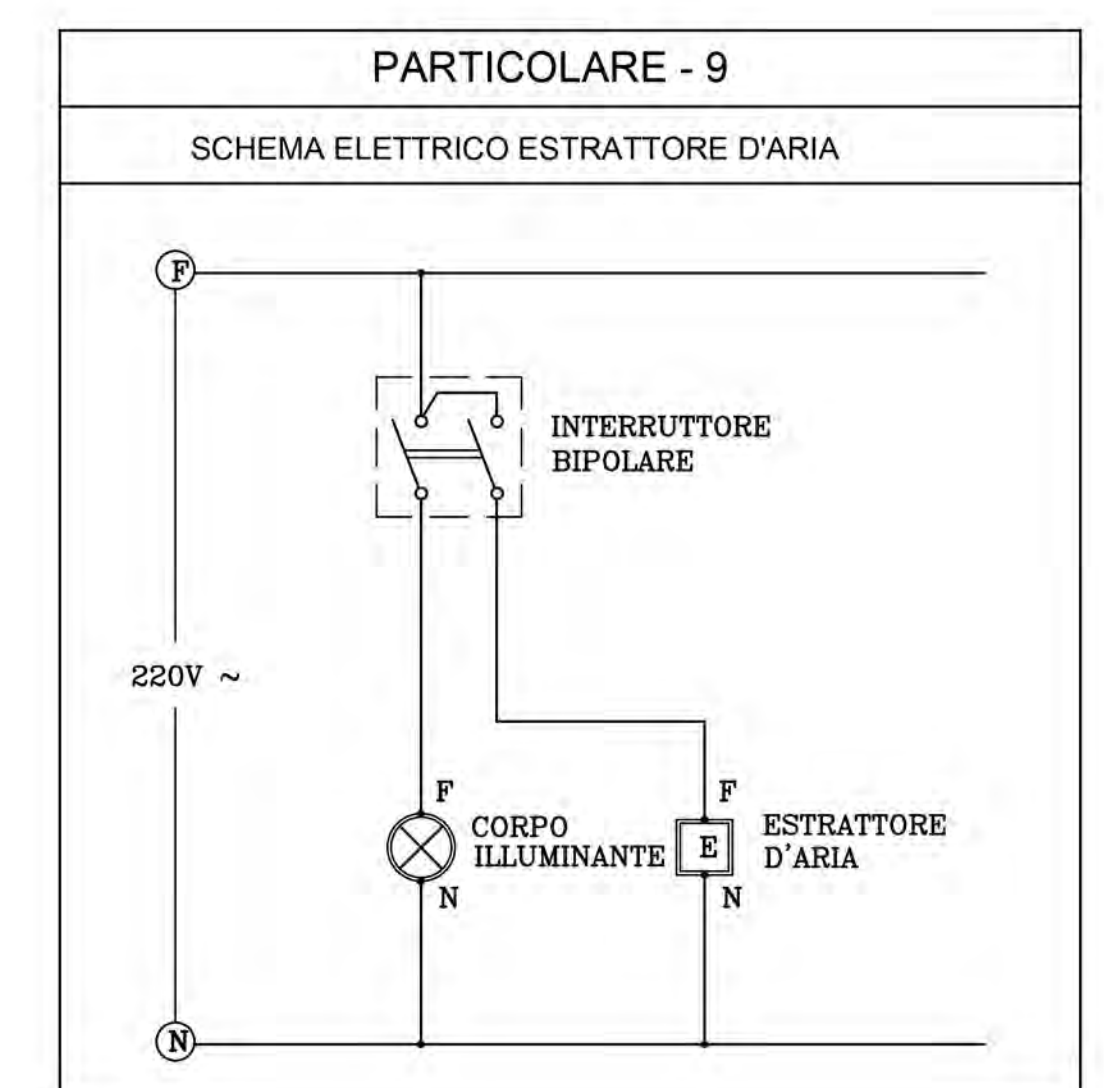 PARTICOLARE - 9
SCHEMA ELETTRICO ESTRATTORE D'ARIA
F
INTERRUTTORE
BIPOLARE
220V ~
F
CORPO
ILLUMINANTE
N
F
E
ESTRATTORE
D'ARIA
N
N